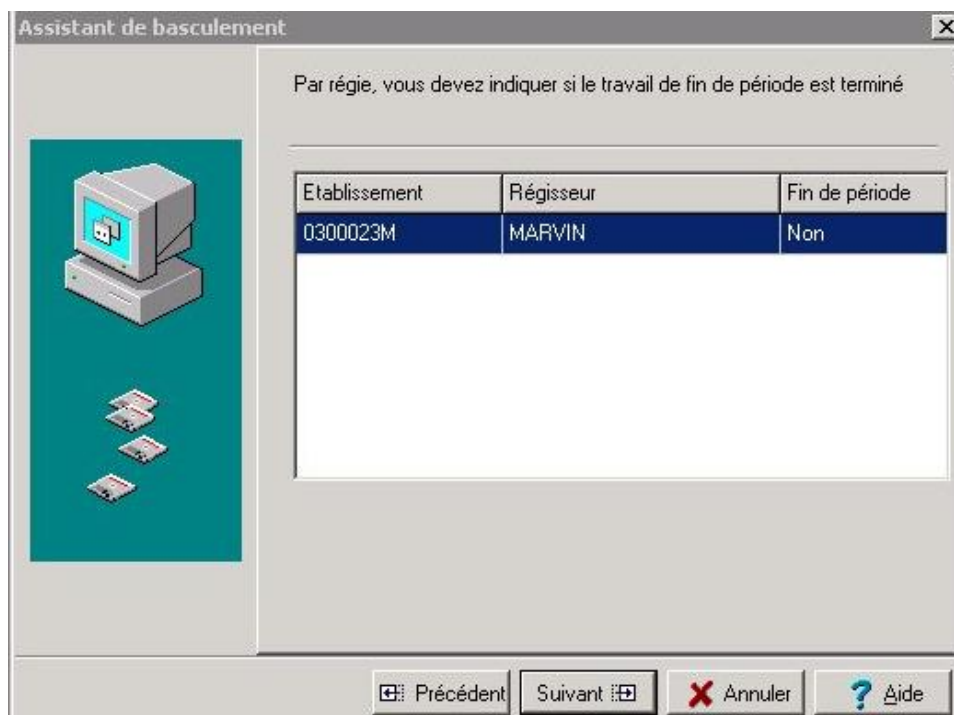 Assistant de basculement
Par régie, vous devez indiquer si le travail de fin de période est terminé
Etablissement Régisseur Fin de période
0300023M MARVIN Non
Précédent Suivant Annuler Aide